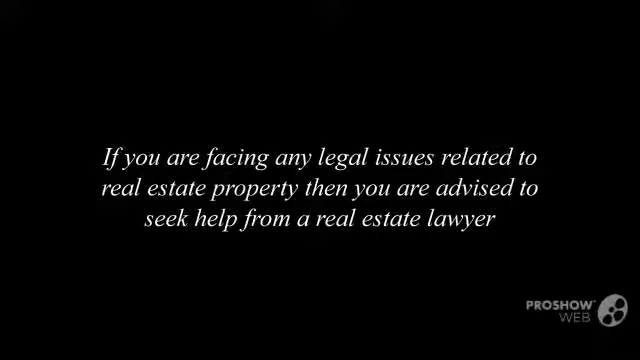 If you are facing any legal issues related to
real estate property then you are advised to
seek help from a real estate lawyer
PROSHOW™
WEB